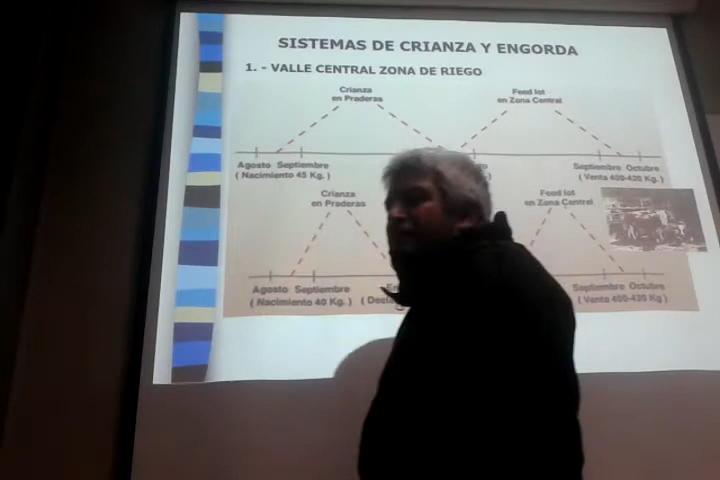 SISTEMAS DE CRIANZA Y ENGORDA
1. - VALLE CENTRAL ZONA DE RIEGO
Crianza
en Praderas
Feed lot
en Zona Central
Agosto Septiembre
( Nacimiento 45 Kg. )
Septiembre Octubre
( Venta 400-420 Kg. )
Crianza
en Praderas
Feed lot
en Zona Central
Agosto Septiembre
( Nacimiento 40 Kg. )
Septiembre Octubre
( Venta 400-420 Kg )